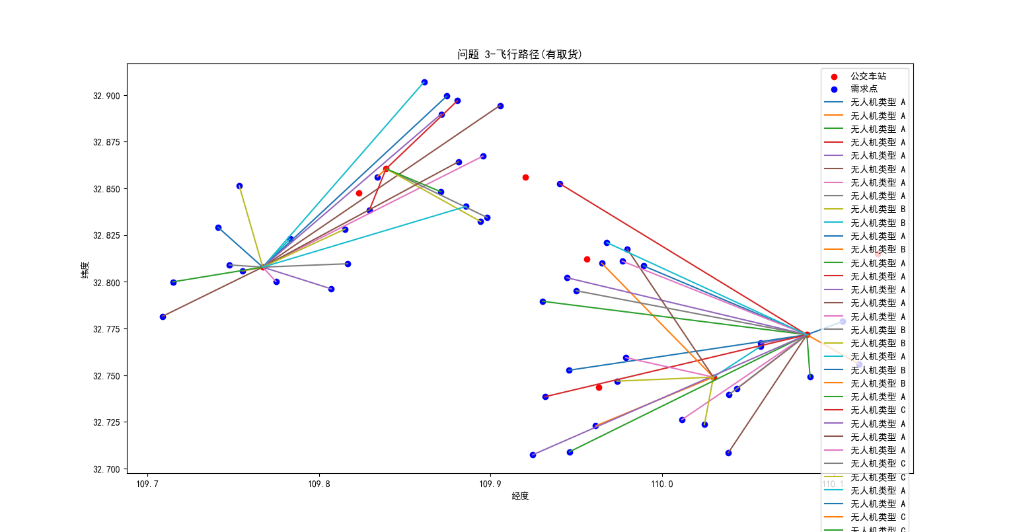 问题 3-飞行路径(有取货)
公交车站
需求点
无人机类型 A
无人机类型 A
无人机类型 A
无人机类型 A
无人机类型 A
无人机类型 A
无人机类型 A
无人机类型 A
无人机类型 B
无人机类型 B
无人机类型 A
无人机类型 B
无人机类型 A
无人机类型 A
无人机类型 A
无人机类型 A
无人机类型 A
无人机类型 B
无人机类型 B
无人机类型 A
无人机类型 B
无人机类型 B
无人机类型 A
无人机类型 C
无人机类型 A
无人机类型 A
无人机类型 A
无人机类型 C
无人机类型 C
无人机类型 A
无人机类型 A
无人机类型 C
无人机类型 C
32.900
32.875
32.850
32.825
32.800
32.775
32.750
32.725
32.700
纬度
109.7
109.8
109.9
110.0
110.1
经度